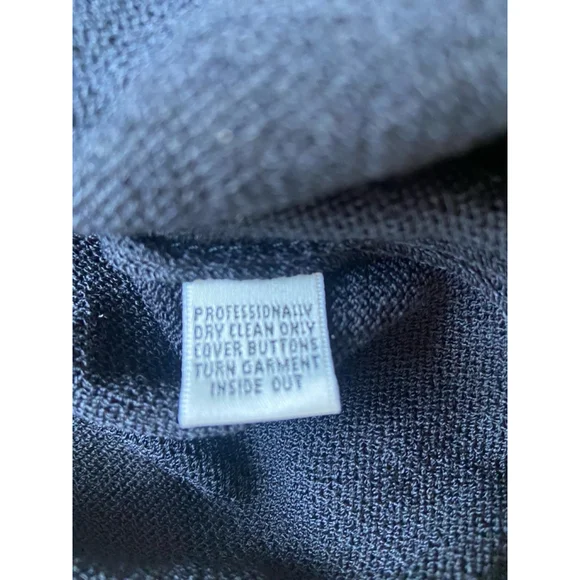 PROFESSIONALLY
DRY CLEAN ONLY
COVER BUTTONS
TURN GARMENT
INSIDE OUT